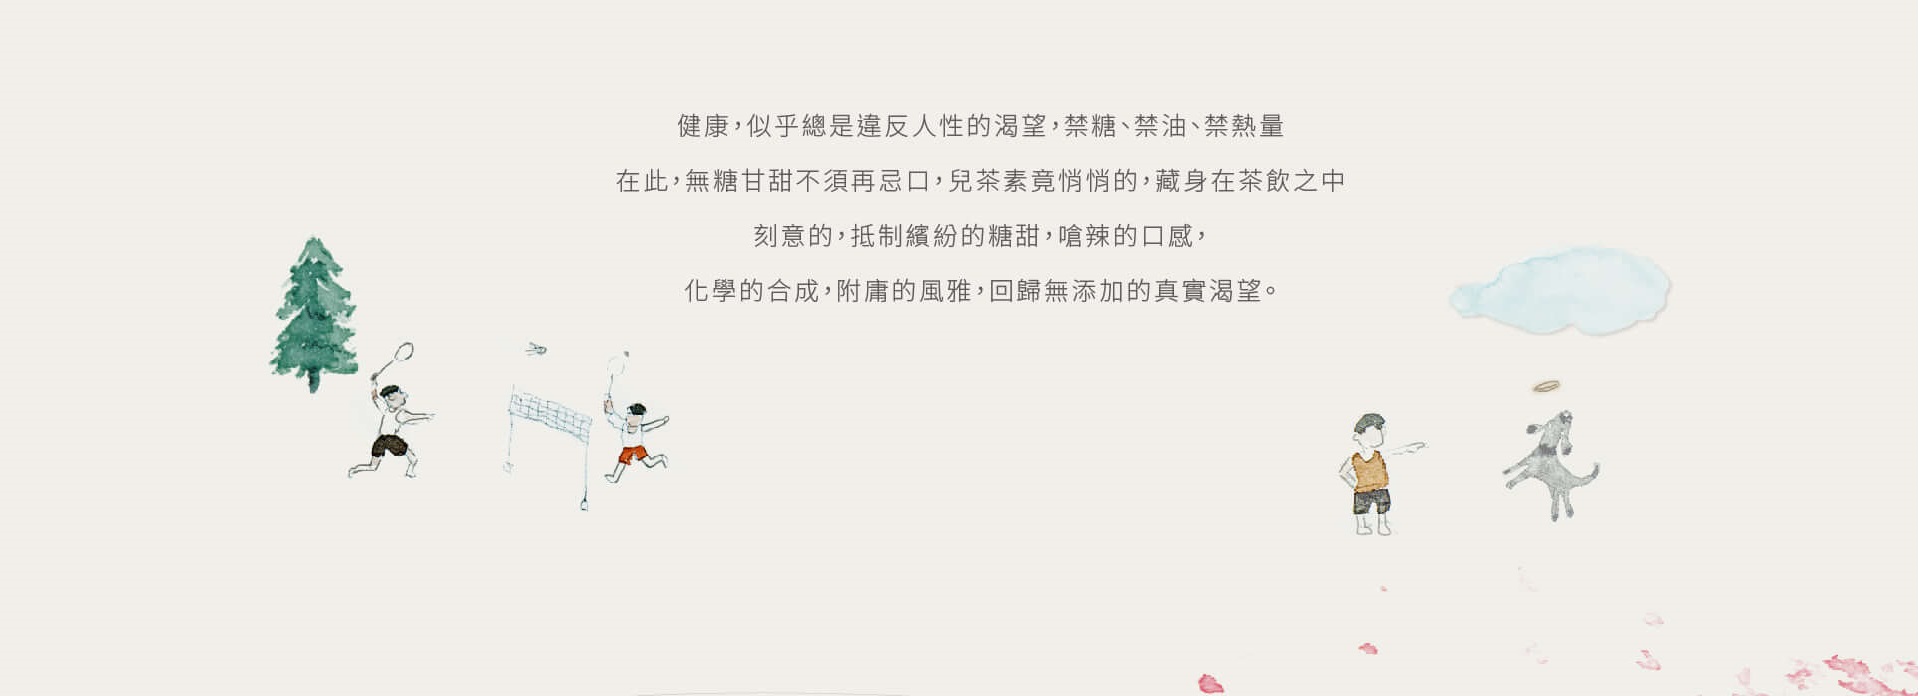 健康，似乎總是違反人性的渴望，禁糖、禁油、禁熱量
在此，無糖甘甜不須再忌口，兒茶素竟悄悄的，藏身在茶飲之中
刻意的，抵制繽紛的糖甜，嗆辣的口感，
化學的合成，附庸的風雅，回歸無添加的真實渴望。